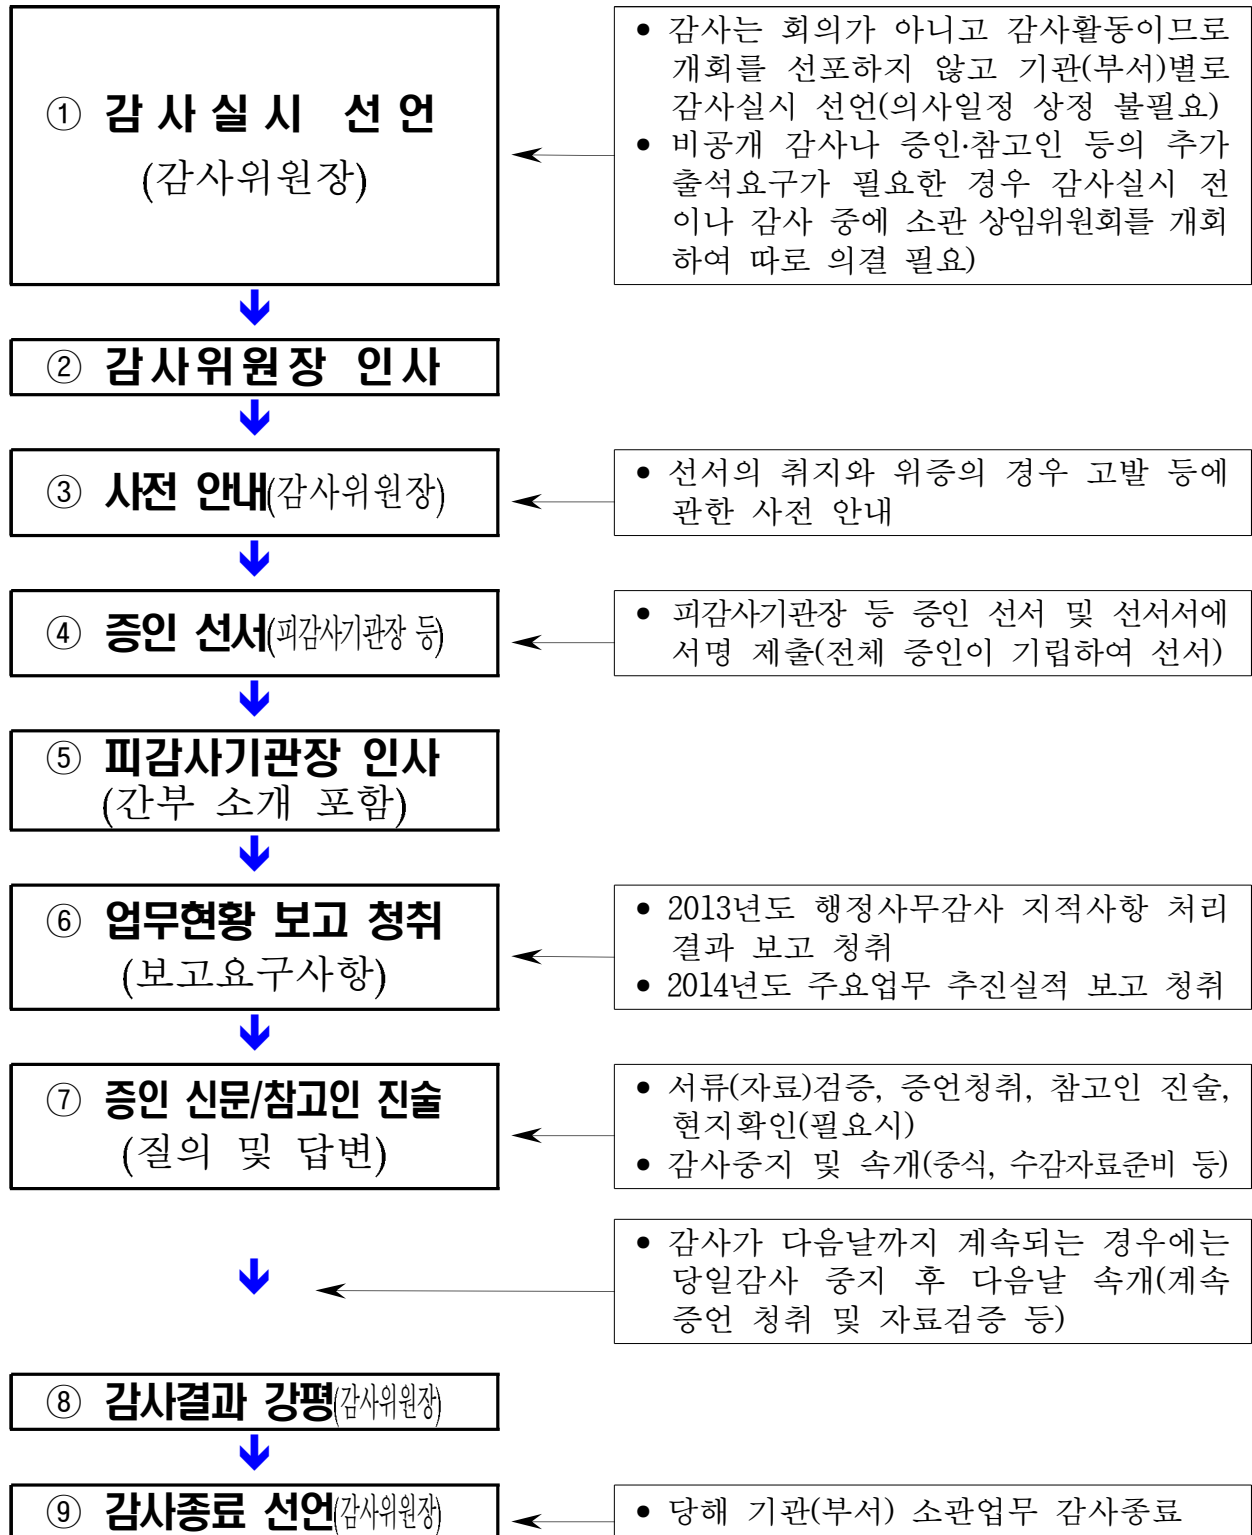 ① 감 사 실 시 선 언
(감사위원장)
• 감사는 회의가 아니고 감사활동이므로
개회를 선포하지 않고 기관(부서)별로
감사실시 선언(의사일정 상정 불필요)
• 비공개 감사나 증인·참고인 등의 추가
출석요구가 필요한 경우 감사실시 전
이나 감사 중에 소관 상임위원회를 개회
하여 따로 의결 필요)
② 감사위원장 인사
③ 사전 안내(감사위원장)
• 선서의 취지와 위증의 경우 고발 등에
관한 사전 안내
④ 증인 선서(피감사기관장 등)
• 피감사기관장 등 증인 선서 및 선서서에
서명 제출(전체 증인이 기립하여 선서)
⑤ 피감사기관장 인사
(간부 소개 포함)
⑥ 업무현황 보고 청취
(보고요구사항)
• 2013년도 행정사무감사 지적사항 처리
결과 보고 청취
• 2014년도 주요업무 추진실적 보고 청취
⑦ 증인 신문/참고인 진술
(질의 및 답변)
• 서류(자료)검증, 증언청취, 참고인 진술,
현지확인(필요시)
• 감사중지 및 속개(중식, 수감자료준비 등)
• 감사가 다음날까지 계속되는 경우에는
당일감사 중지 후 다음날 속개(계속
증언 청취 및 자료검증 등)
⑧ 감사결과 강평(감사위원장)
⑨ 감사종료 선언(감사위원장)
• 당해 기관(부서) 소관업무 감사종료